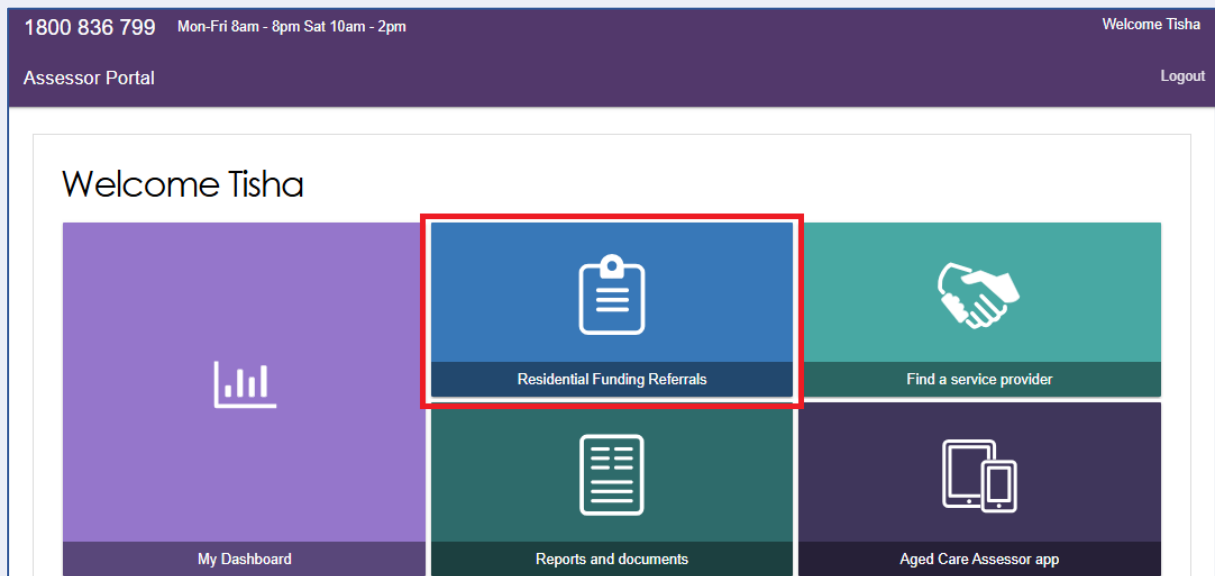 1800 836 799 Mon-Fri 8am - 8pm Sat 10am - 2pm Welcome Tisha
Assessor Portal Logout
Welcome Tisha
Residential Funding Referrals Find a service provider
My Dashboard Reports and documents Aged Care Assessor app